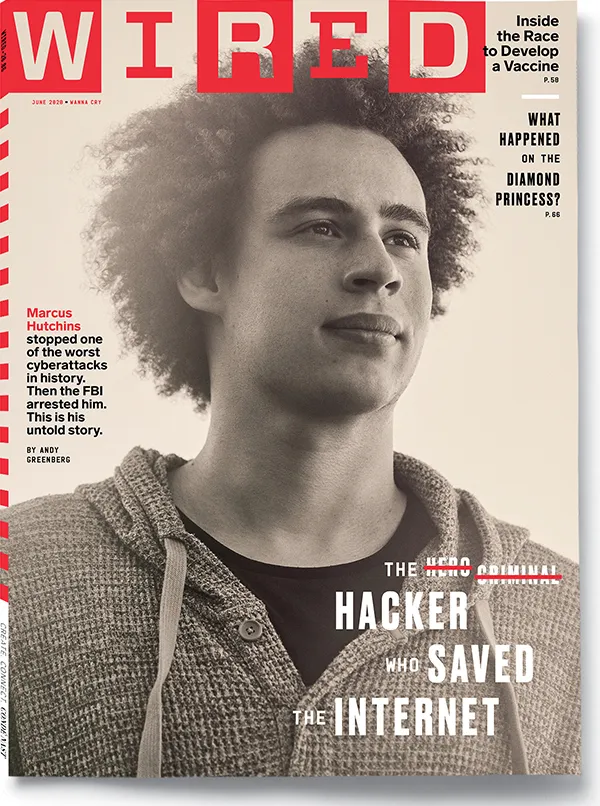 WIRED
Inside
the Race
to Develop
a Vaccine
P.58
JUNE 2020 • WANNA CRY
WHAT
HAPPENED
ON THE
DIAMOND
PRINCESS?
P.66
Marcus
Hutchins
stopped one
of the worst
cyberattacks
in history.
Then the FBI
arrested him.
This is his
untold story.
BY ANDY
GREENBERG
THE HERO CRIMINAL
HACKER
WHO SAVED
THE INTERNET
CREATE. CONNECT.